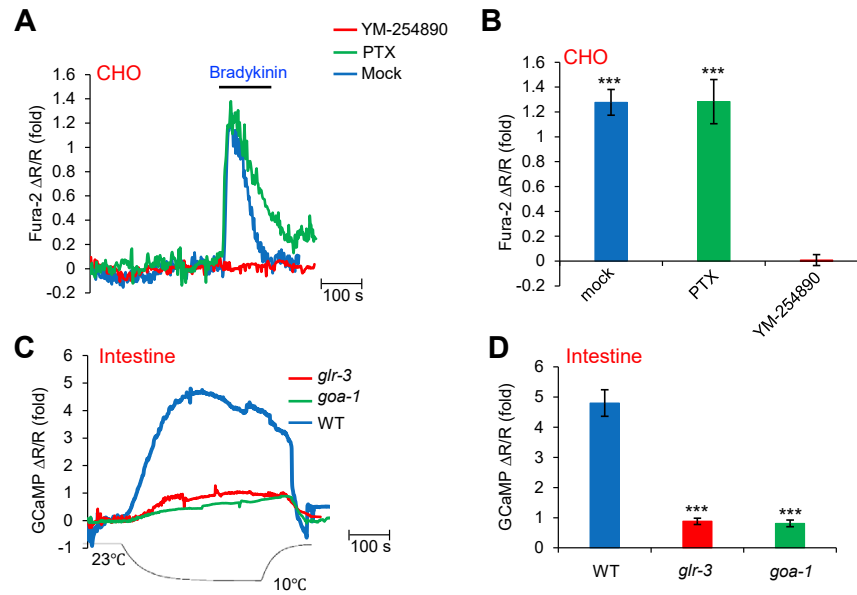 A
YM-254890
PTX
Mock
CHO
Bradykinin
1.6
1.4
1.2
1
0.8
0.6
0.4
0.2
0
-0.2
Fura-2 ΔR/R (fold)
100 s
B
CHO
1.6
1.4
1.2
1
0.8
0.6
0.4
0.2
0
-0.2
Fura-2 ΔR/R (fold)
***
***
mock
PTX
YM-254890
C
Intestine
glr-3
goa-1
WT
6
5
4
3
2
1
0
-1
GCaMP ΔR/R (fold)
23℃
10℃
100 s
D
Intestine
6
5
4
3
2
1
0
GCaMP ΔR/R (fold)
***
***
WT
glr-3
goa-1